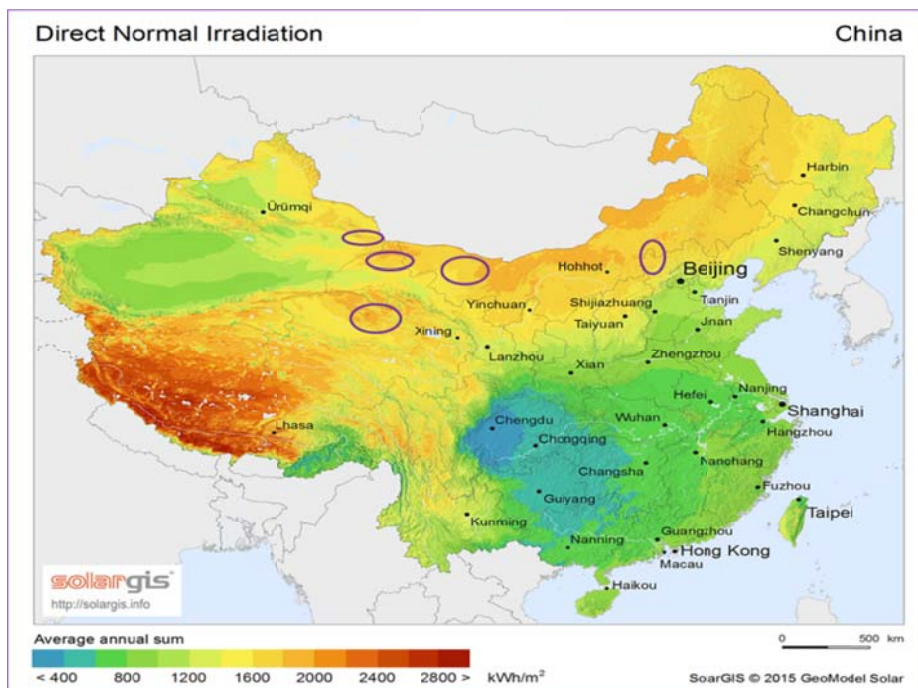 Direct Normal Irradiation
China
Harbin
Changchun
Ürümqi
Shenyang
Hohhot
Beijing
Tianjin
Yinchuan
Shijiazhuang
Taiyuan
Jnan
Xining
Lanzhou
Zhengzhou
Xian
Nanjing
Hefei
Shanghai
Chengdu
Wuhan
Hangzhou
Lhasa
Chongqing
Changsha
Nanchang
Guiyang
Fuzhou
Taipei
Kunming
Guangzhou
Nanning
Hong Kong
Macau
Haikou
solargis
http://solargis.info
Average annual sum
0 500 km
< 400 800 1200 1600 2000 2400 2800 > kWh/m²
SoarGIS © 2015 GeoModel Solar